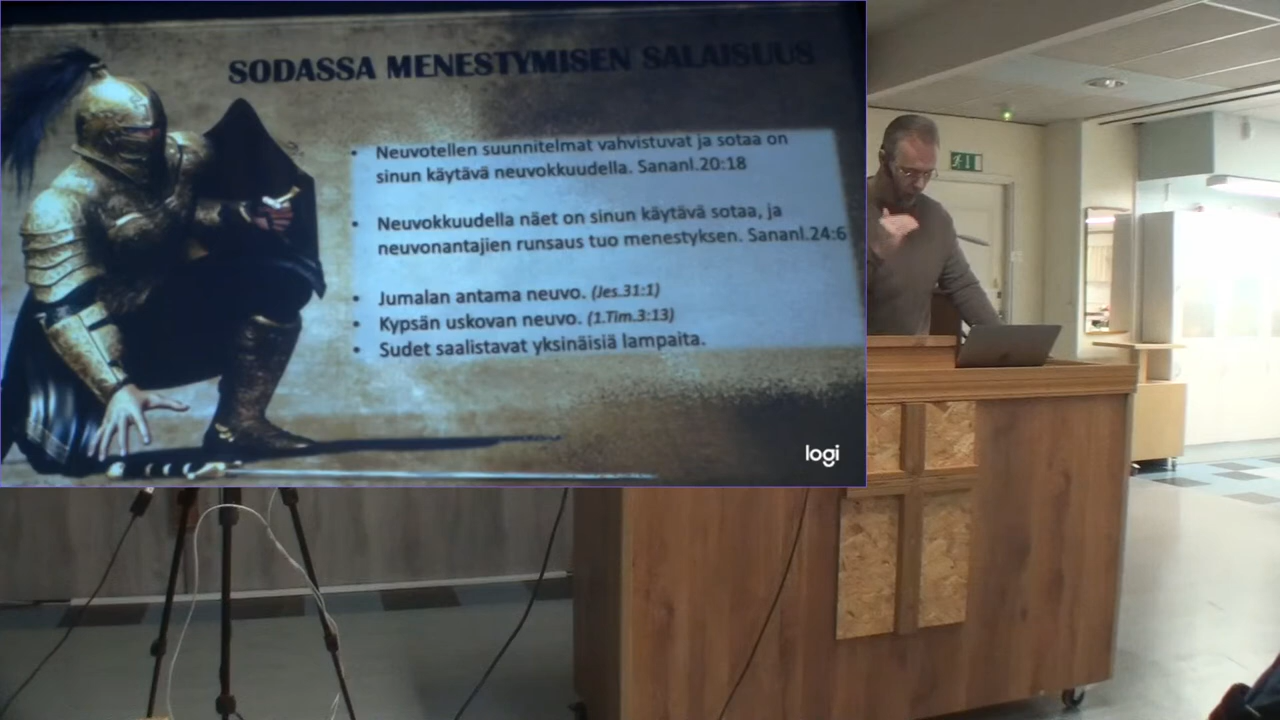 SODASSA MENESTYMISEN SALAISUUS
• Neuvotellen suunnitelmat vahvistuvat ja sotaa on
sinun käytävä neuvokkuudella. Sananl.20:18
• Neuvokkuudella näet on sinun käytävä sotaa, ja
neuvonantajien runsaus tuo menestyksen. Sananl.24:6
• Jumalan antama neuvo. (Jes.31:1)
• Kypsän uskovan neuvo. (1.Tim.3:13)
• Sudet saalistavat yksinäisiä lampaita.
logi